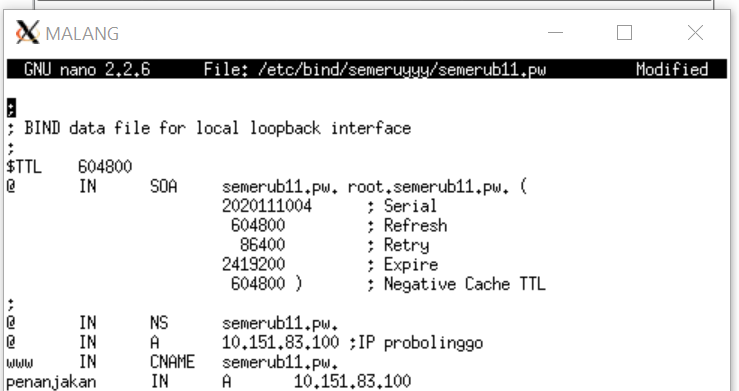 MALANG
GNU nano 2.2.6 File: /etc/bind/semeruyyy/semerub11.pw Modified
;
; BIND data file for local loopback interface
;
$TTL 604800
@ IN SOA semerub11.pw. root.semerub11.pw. (
2020111004 ; Serial
604800 ; Refresh
86400 ; Retry
2419200 ; Expire
604800 ) ; Negative Cache TTL
;
@ IN NS semerub11.pw.
@ IN A 10.151.83.100 ;IP probolinggo
www IN CNAME semerub11.pw.
penanjakan IN A 10.151.83.100